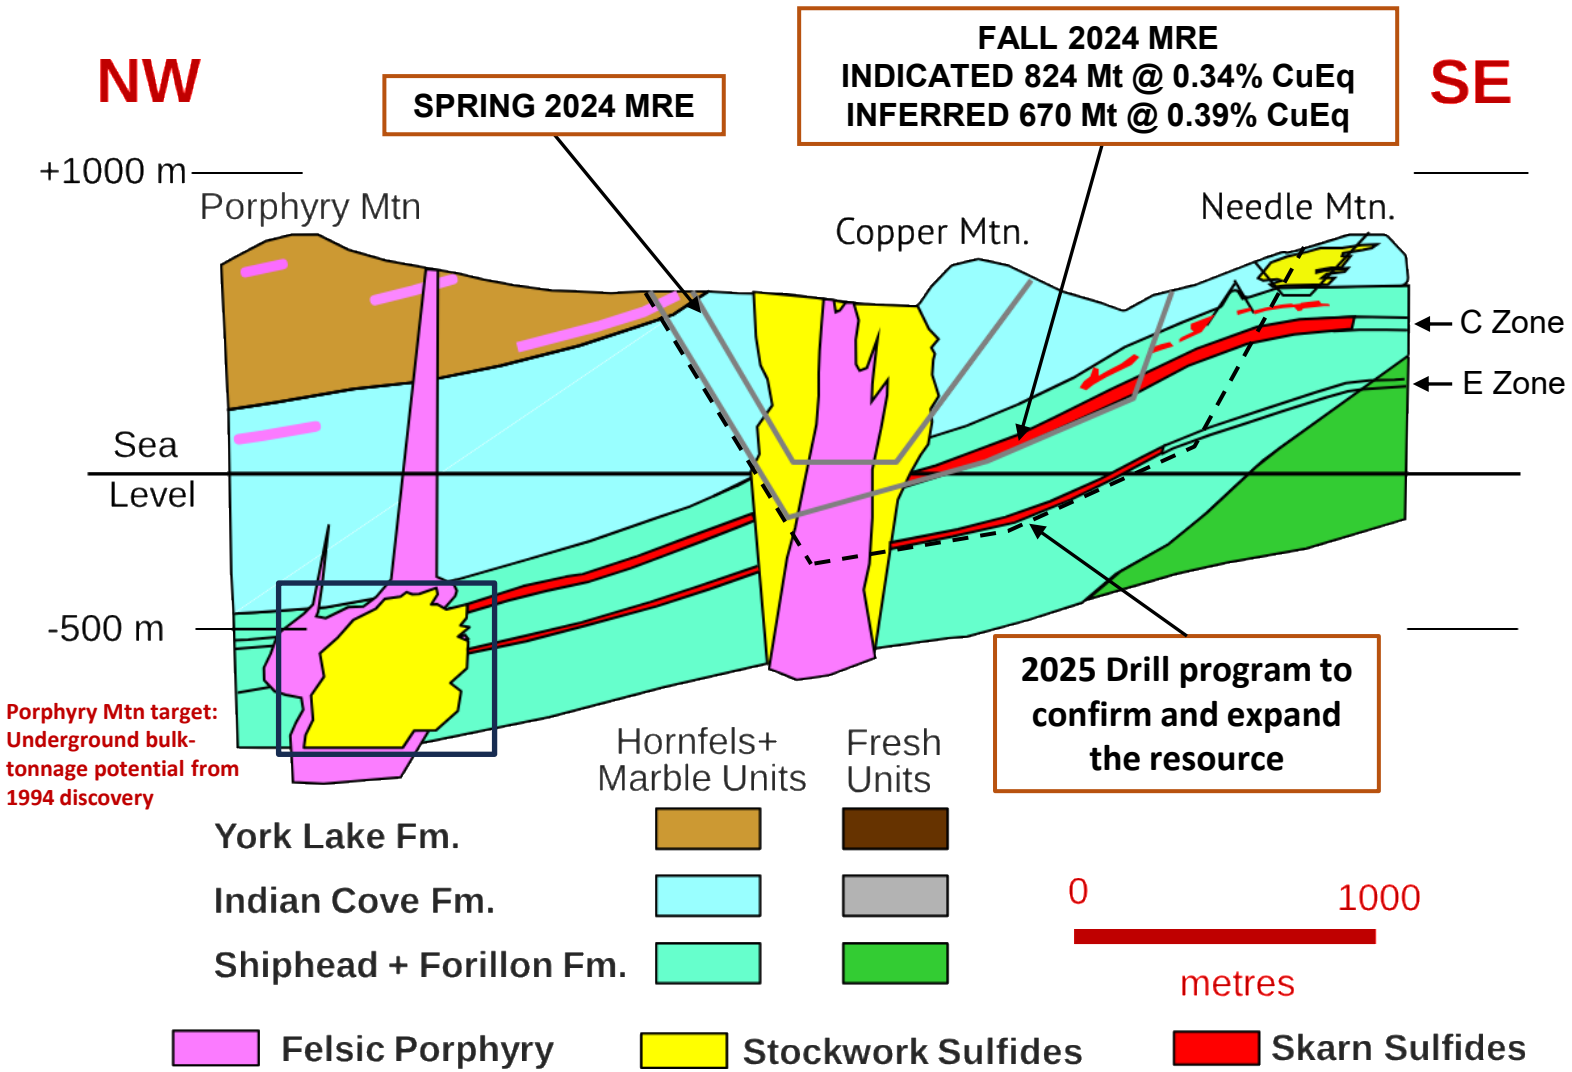 NW
SPRING 2024 MRE
FALL 2024 MRE
INDICATED 824 Mt @ 0.34% CuEq
INFERRED 670 Mt @ 0.39% CuEq
SE
+1000 m
Porphyry Mtn
Copper Mtn.
Needle Mtn.
C Zone
E Zone
Sea
Level
-500 m
Porphyry Mtn target:
Underground bulk-
tonnage potential from
1994 discovery
2025 Drill program to
confirm and expand
the resource
Hornfels+
Marble Units
Fresh
Units
York Lake Fm.
Indian Cove Fm.
Shiphead + Forillon Fm.
0
1000
metres
Felsic Porphyry
Stockwork Sulfides
Skarn Sulfides